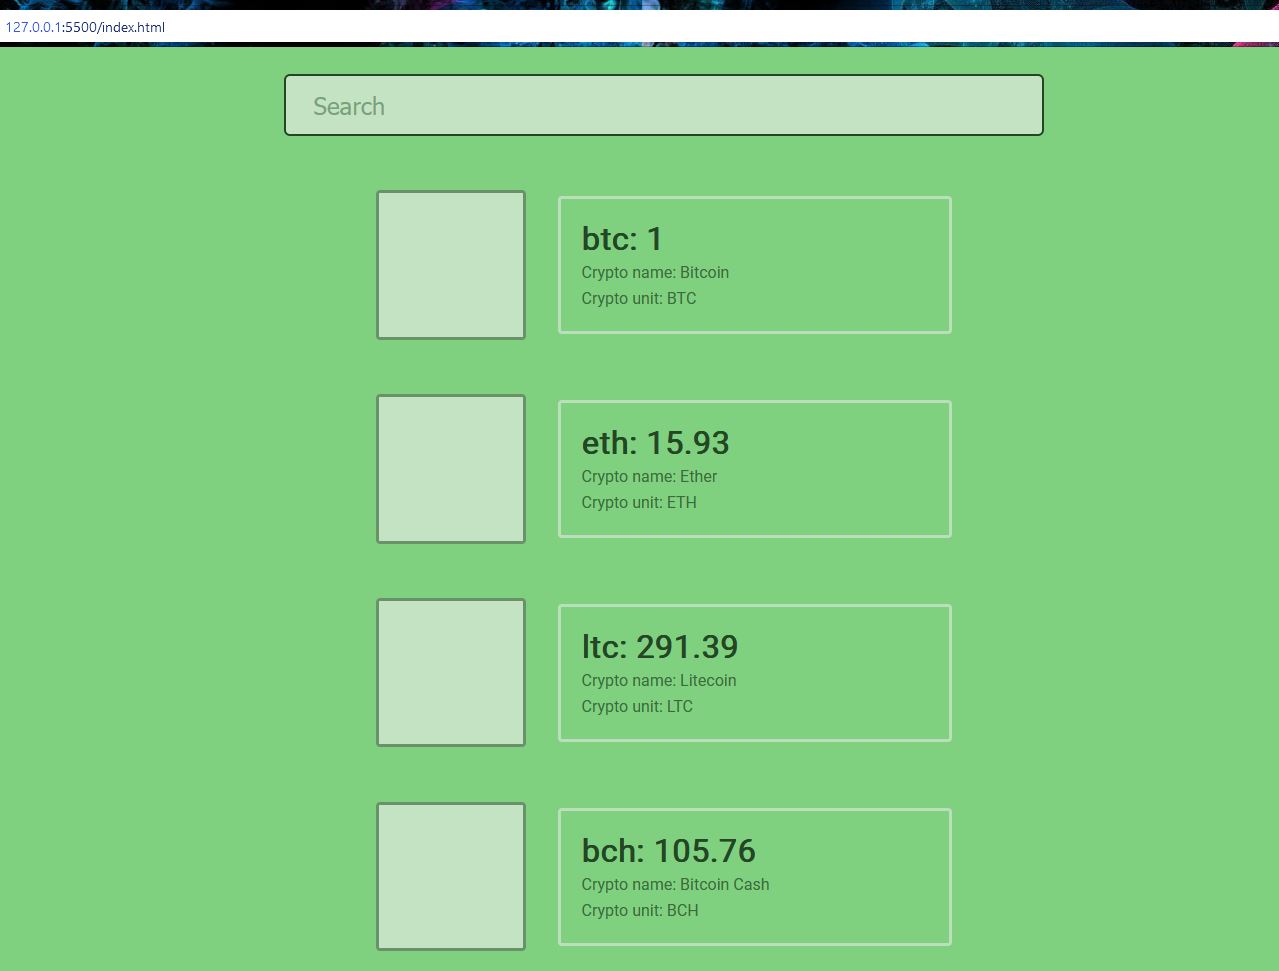 127.0.0.1:5500/index.html
Search
btc: 1
Crypto name: Bitcoin
Crypto unit: BTC
eth: 15.93
Crypto name: Ether
Crypto unit: ETH
ltc: 291.39
Crypto name: Litecoin
Crypto unit: LTC
bch: 105.76
Crypto name: Bitcoin Cash
Crypto unit: BCH